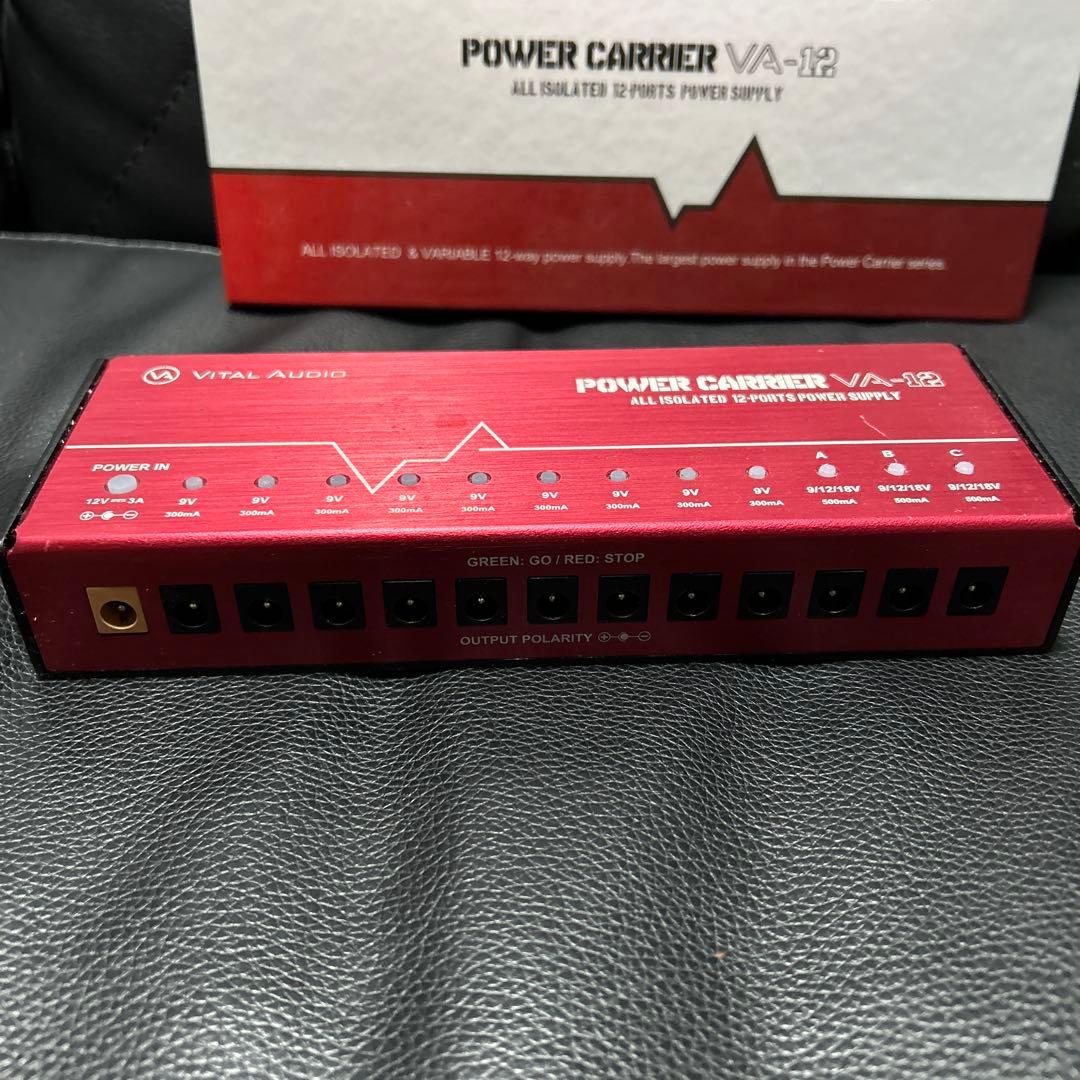 POWER CARRIER VA-12
ALL ISOLATED 12-PORTS POWER SUPPLY
ALL ISOLATED & VARIABLE 12-way power supply.The largest power supply in the Power Carrier series.
VA VITAL AUDIO
POWER CARRIER VA-12
ALL ISOLATED 12-PORTS POWER SUPPLY
POWER IN
A B C
12V 3A 9V 9V 9V 9V 9V 9V 9V 9V 9V 9/12/18V 9/12/18V 9/12/18V
300mA 300mA 300mA 300mA 300mA 300mA 300mA 300mA 300mA 500mA 500mA 500mA
GREEN: GO / RED: STOP
OUTPUT POLARITY